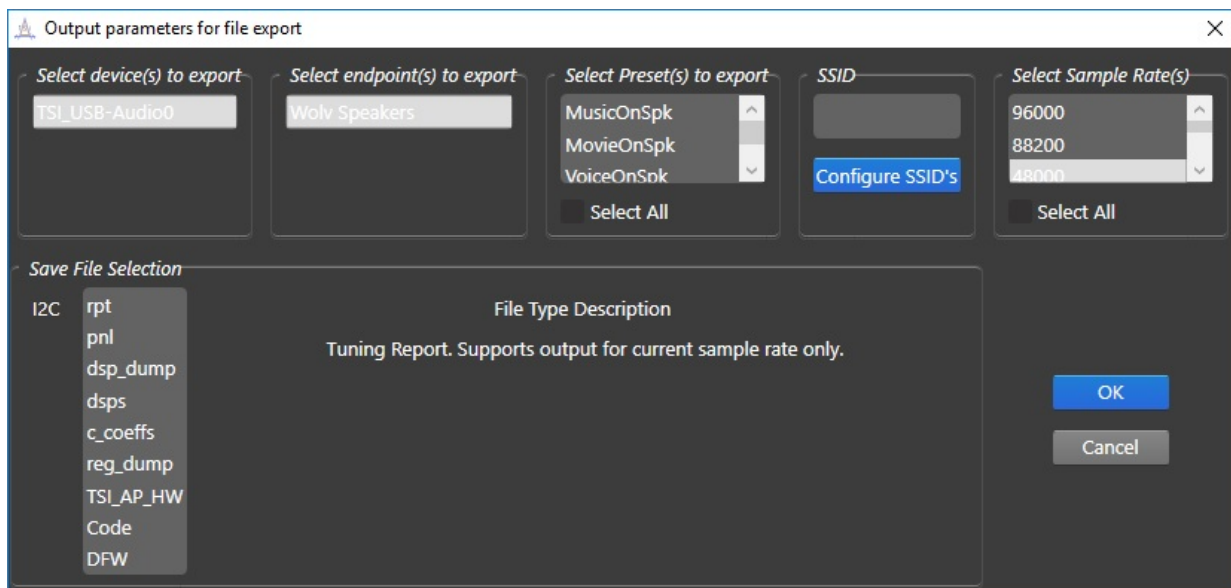 Output parameters for file export
Select device(s) to export
TSI_USB-Audio0
Select endpoint(s) to export
Wolv Speakers
Select Preset(s) to export
MusicOnSpk
MovieOnSpk
VoiceOnSpk
Select All
SSID
Configure SSID's
Select Sample Rate(s)
96000
88200
48000
Select All
Save File Selection
I2C
rpt
pnl
dsp_dump
dsps
c_coeffs
reg_dump
TSI_AP_HW
Code
DFW
File Type Description
Tuning Report. Supports output for current sample rate only.
OK
Cancel